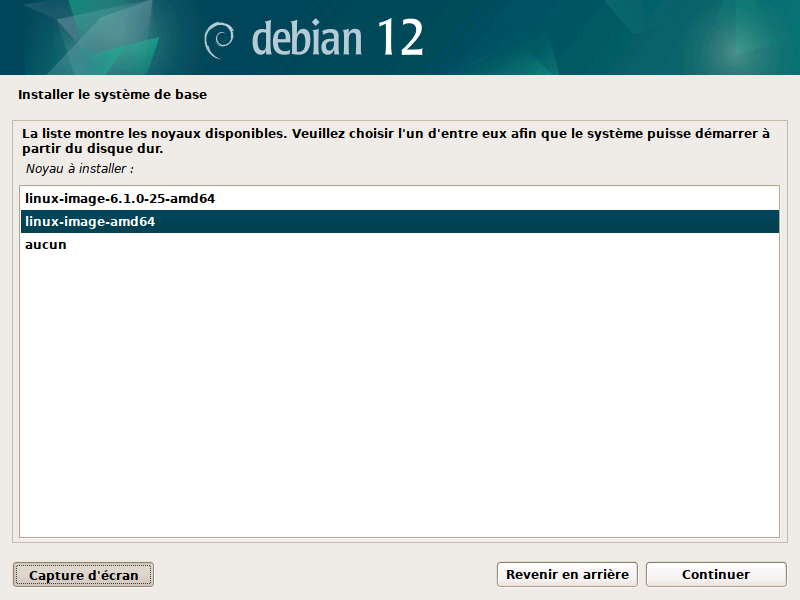 debian 12
Installer le système de base
La liste montre les noyaux disponibles. Veuillez choisir l'un d'entre eux afin que le système puisse démarrer à
partir du disque dur.
Noyau à installer :
linux-image-6.1.0-25-amd64
linux-image-amd64
aucun
Capture d'écran
Revenir en arrière
Continuer